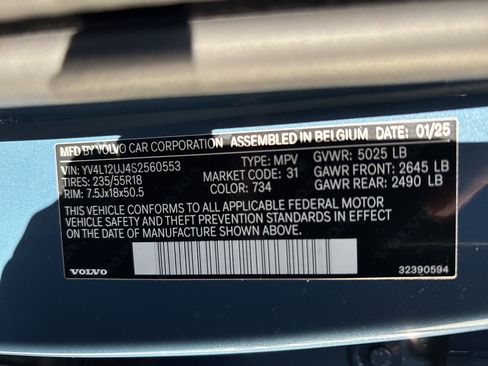 MFD BY VOLVO CAR CORPORATION ASSEMBLED IN BELGIUM DATE: 01/25
VIN: YV4L12UJ4S2560553 TYPE: MPV GVWR: 5025 LB
TIRES: 235/55R18 MARKET CODE: 31 GAWR FRONT: 2645 LB
RIM: 7.5Jx18x50.5 COLOR: 734 GAWR REAR: 2490 LB
THIS VEHICLE CONFORMS TO ALL APPLICABLE FEDERAL MOTOR
VEHICLE SAFETY AND THEFT PREVENTION STANDARDS IN EFFECT ON
THE DATE OF MANUFACTURE SHOWN ABOVE.
VOLVO 32390594